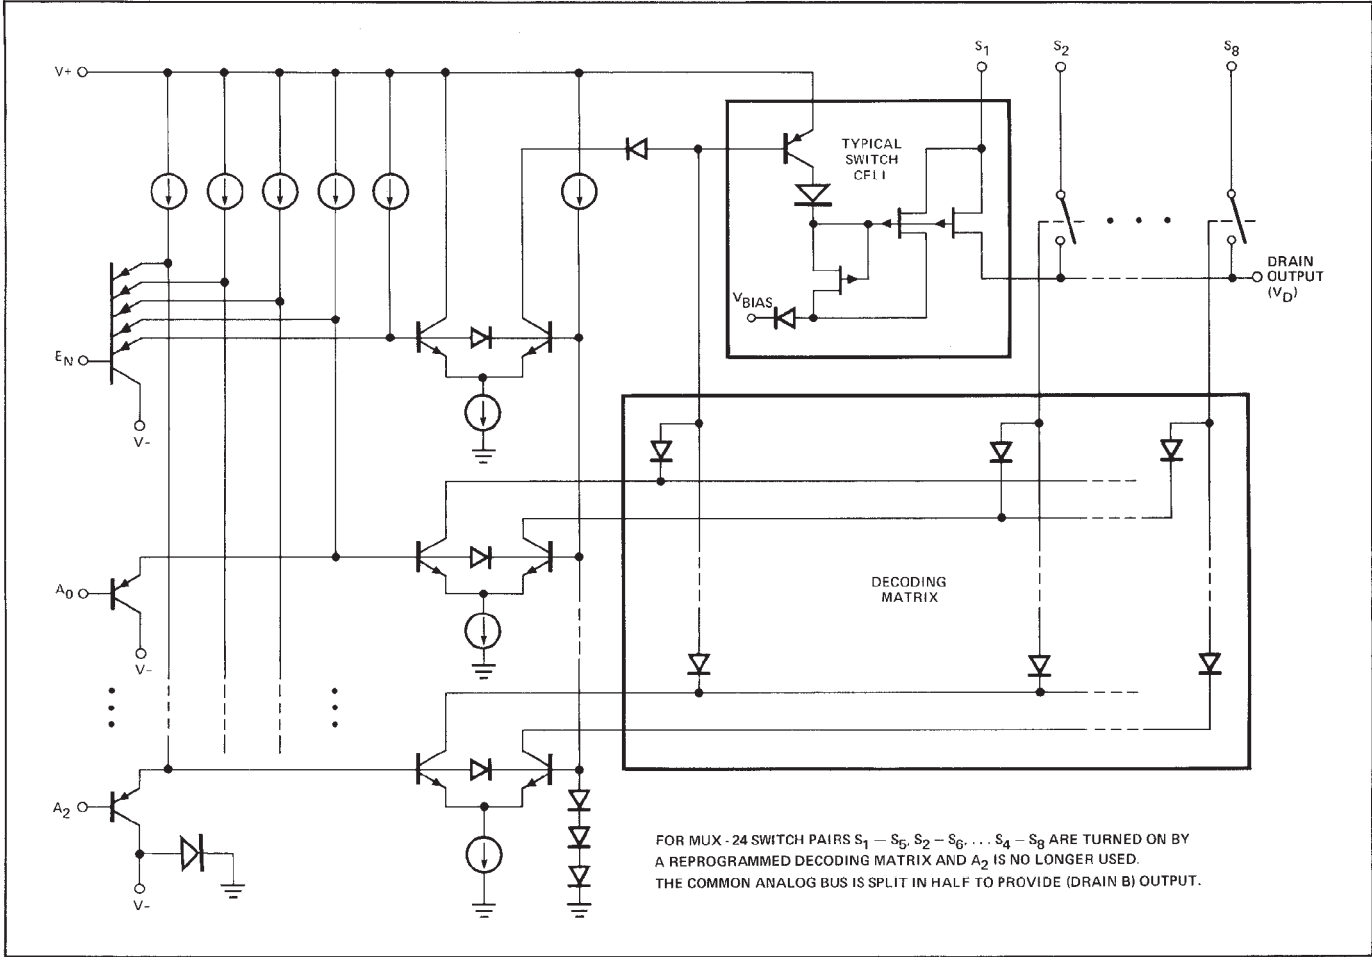 S1
S2
S8
V+
TYPICAL
SWITCH
CELL
VBIAS
DRAIN
OUTPUT
(VD)
EN
V-
A0
V-
DECODING
MATRIX
A2
V-
FOR MUX-24 SWITCH PAIRS S1 – S5, S2 – S6, . . . S4 – S8 ARE TURNED ON BY
A REPROGRAMMED DECODING MATRIX AND A2 IS NO LONGER USED.
THE COMMON ANALOG BUS IS SPLIT IN HALF TO PROVIDE (DRAIN B) OUTPUT.